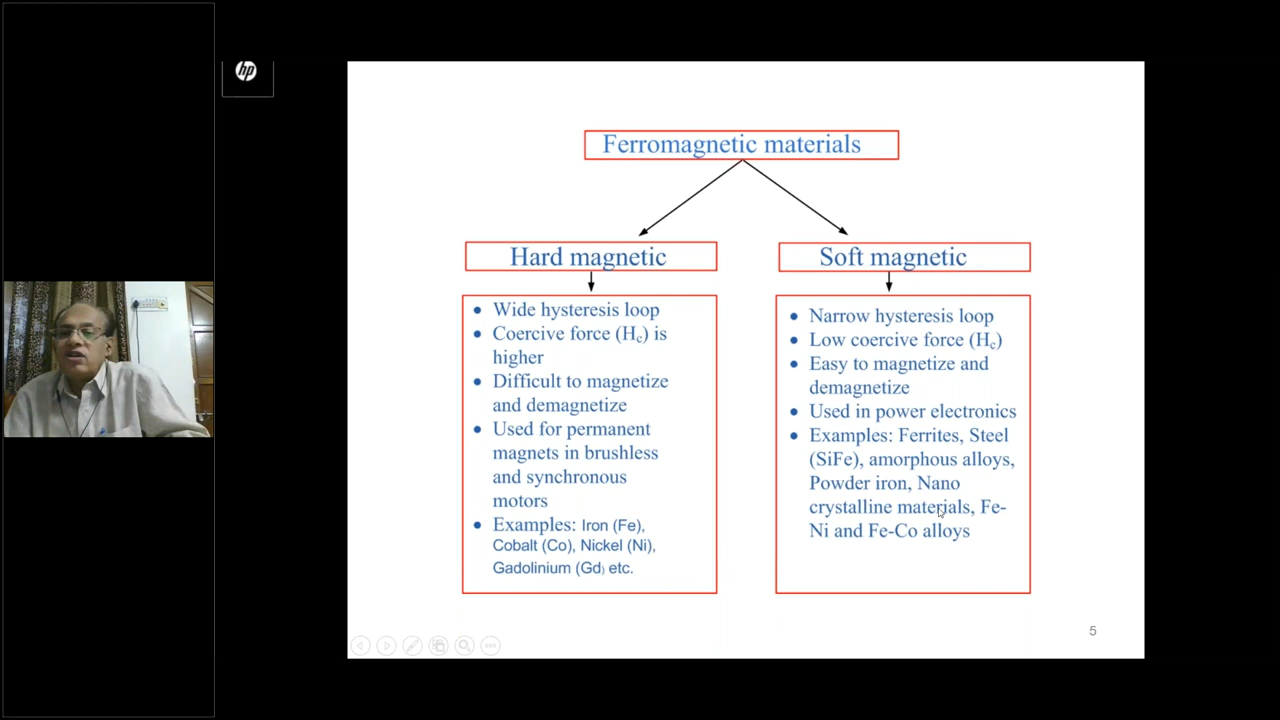 hp
Ferromagnetic materials
Hard magnetic
• Wide hysteresis loop
• Coercive force (Hc) is
higher
• Difficult to magnetize
and demagnetize
• Used for permanent
magnets in brushless
and synchronous
motors
• Examples: Iron (Fe),
Cobalt (Co), Nickel (Ni),
Gadolinium (Gd) etc.
Soft magnetic
• Narrow hysteresis loop
• Low coercive force (Hc)
• Easy to magnetize and
demagnetize
• Used in power electronics
• Examples: Ferrites, Steel
(SiFe), amorphous alloys,
Powder iron, Nano
crystalline materials, Fe-
Ni and Fe-Co alloys
5